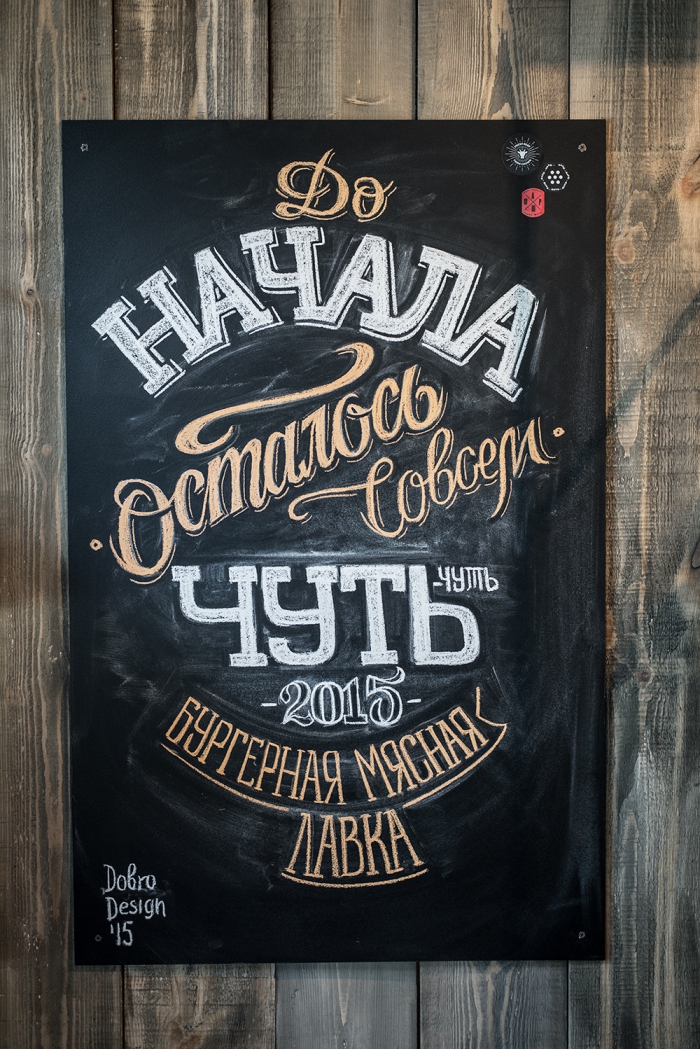 До
НАЧАЛА
Осталось
Совсем
ЧУТЬ-ЧУТЬ
-2015-
БУРГЕРНАЯ МЯСНАЯ
ЛАВКА
Dobro
Design
'15